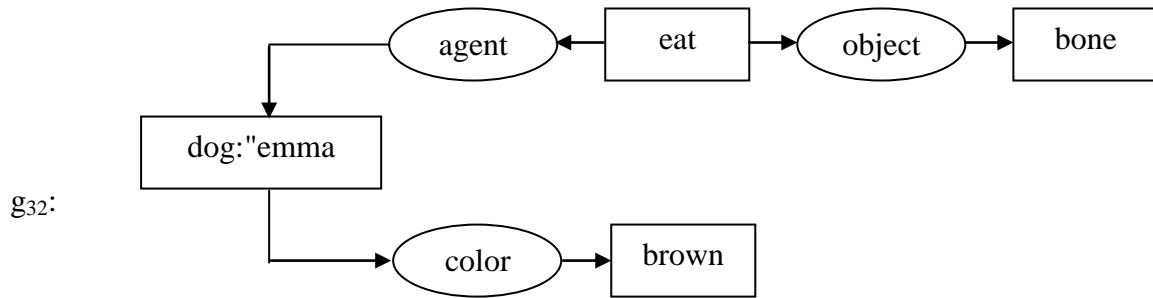 agent eat object bone
dog:"emma
g₃₂:
color brown